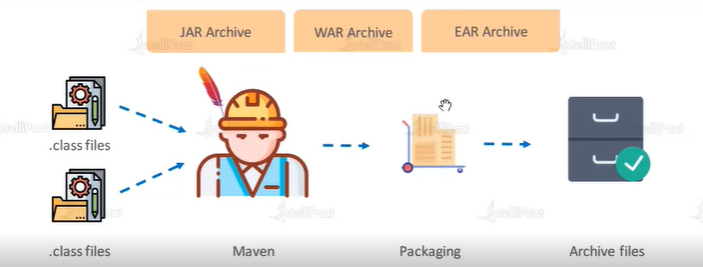 JAR Archive
WAR Archive
EAR Archive
.class files
.class files
Maven
Packaging
Archive files